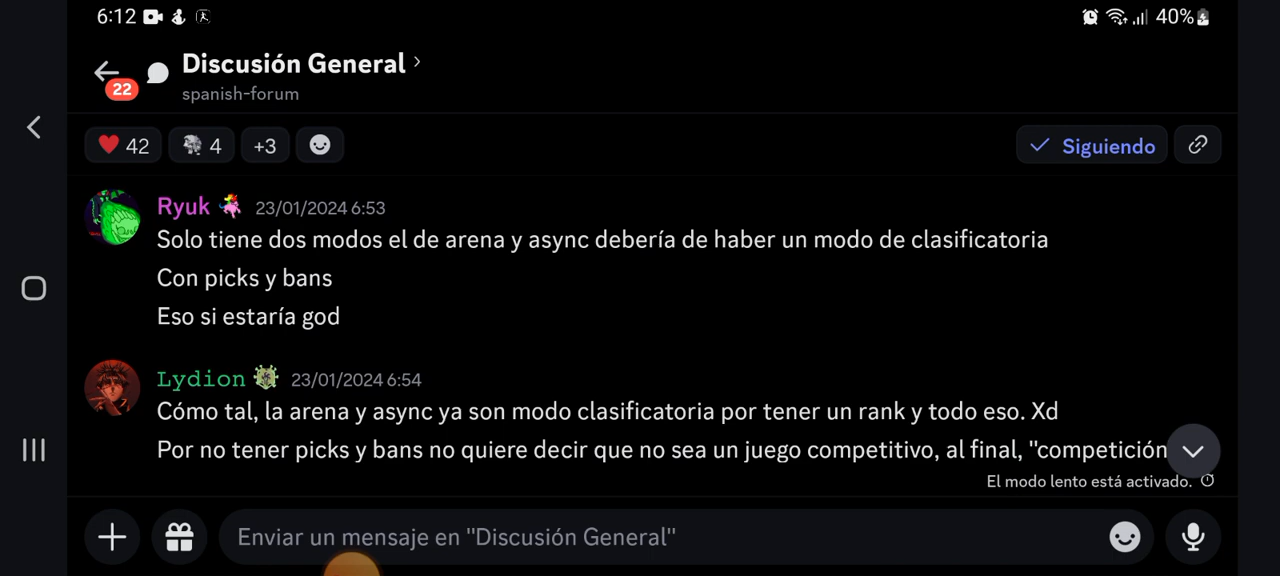 6:12 40%
Discusión General
22
spanish-forum
42 4 +3 Siguiendo
Ryuk 23/01/2024 6:53
Solo tiene dos modos el de arena y async debería de haber un modo de clasificatoria
Con picks y bans
Eso si estaría god
Lydion 23/01/2024 6:54
Cómo tal, la arena y async ya son modo clasificatoria por tener un rank y todo eso. Xd
Por no tener picks y bans no quiere decir que no sea un juego competitivo, al final, "competición
El modo lento está activado.
Enviar un mensaje en "Discusión General"